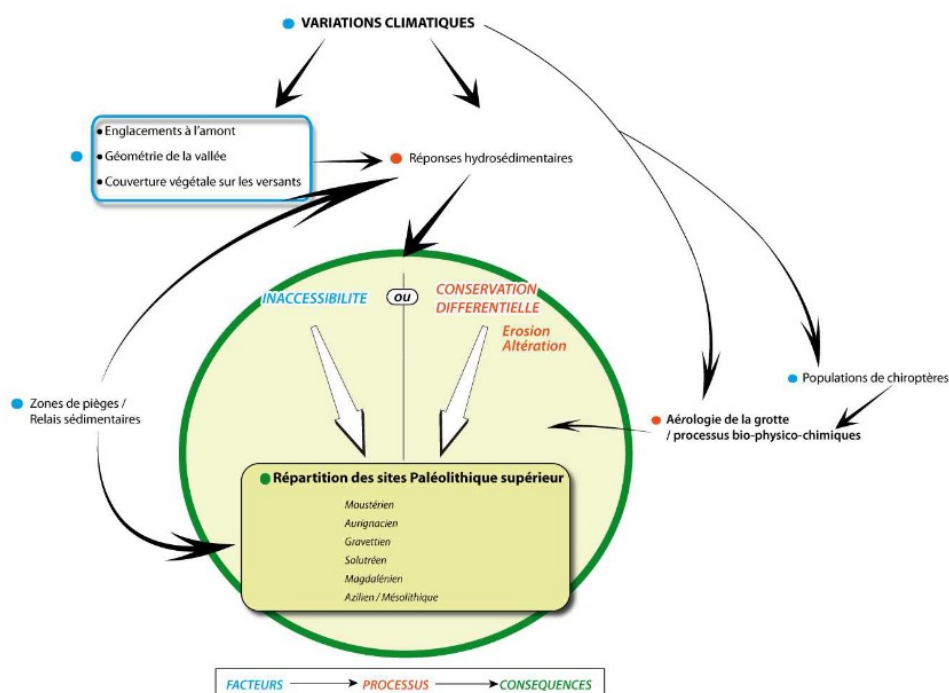 VARIATIONS CLIMATIQUES
Englacements à l'amont
Géométrie de la vallée
Couverture végétale sur les versants
Réponses hydrosédimentaires
INACCESSIBILITE
ou
CONSERVATION
DIFFERENTIELLE
Erosion
Altération
Populations de chiroptères
Zones de pièges /
Relais sédimentaires
Aérologie de la grotte
/ processus bio-physico-chimiques
Répartition des sites Paléolithique supérieur
Moustérien
Aurignacien
Gravettien
Solutréen
Magdalénien
Azilien / Mésolithique
FACTEURS PROCESSUS CONSEQUENCES